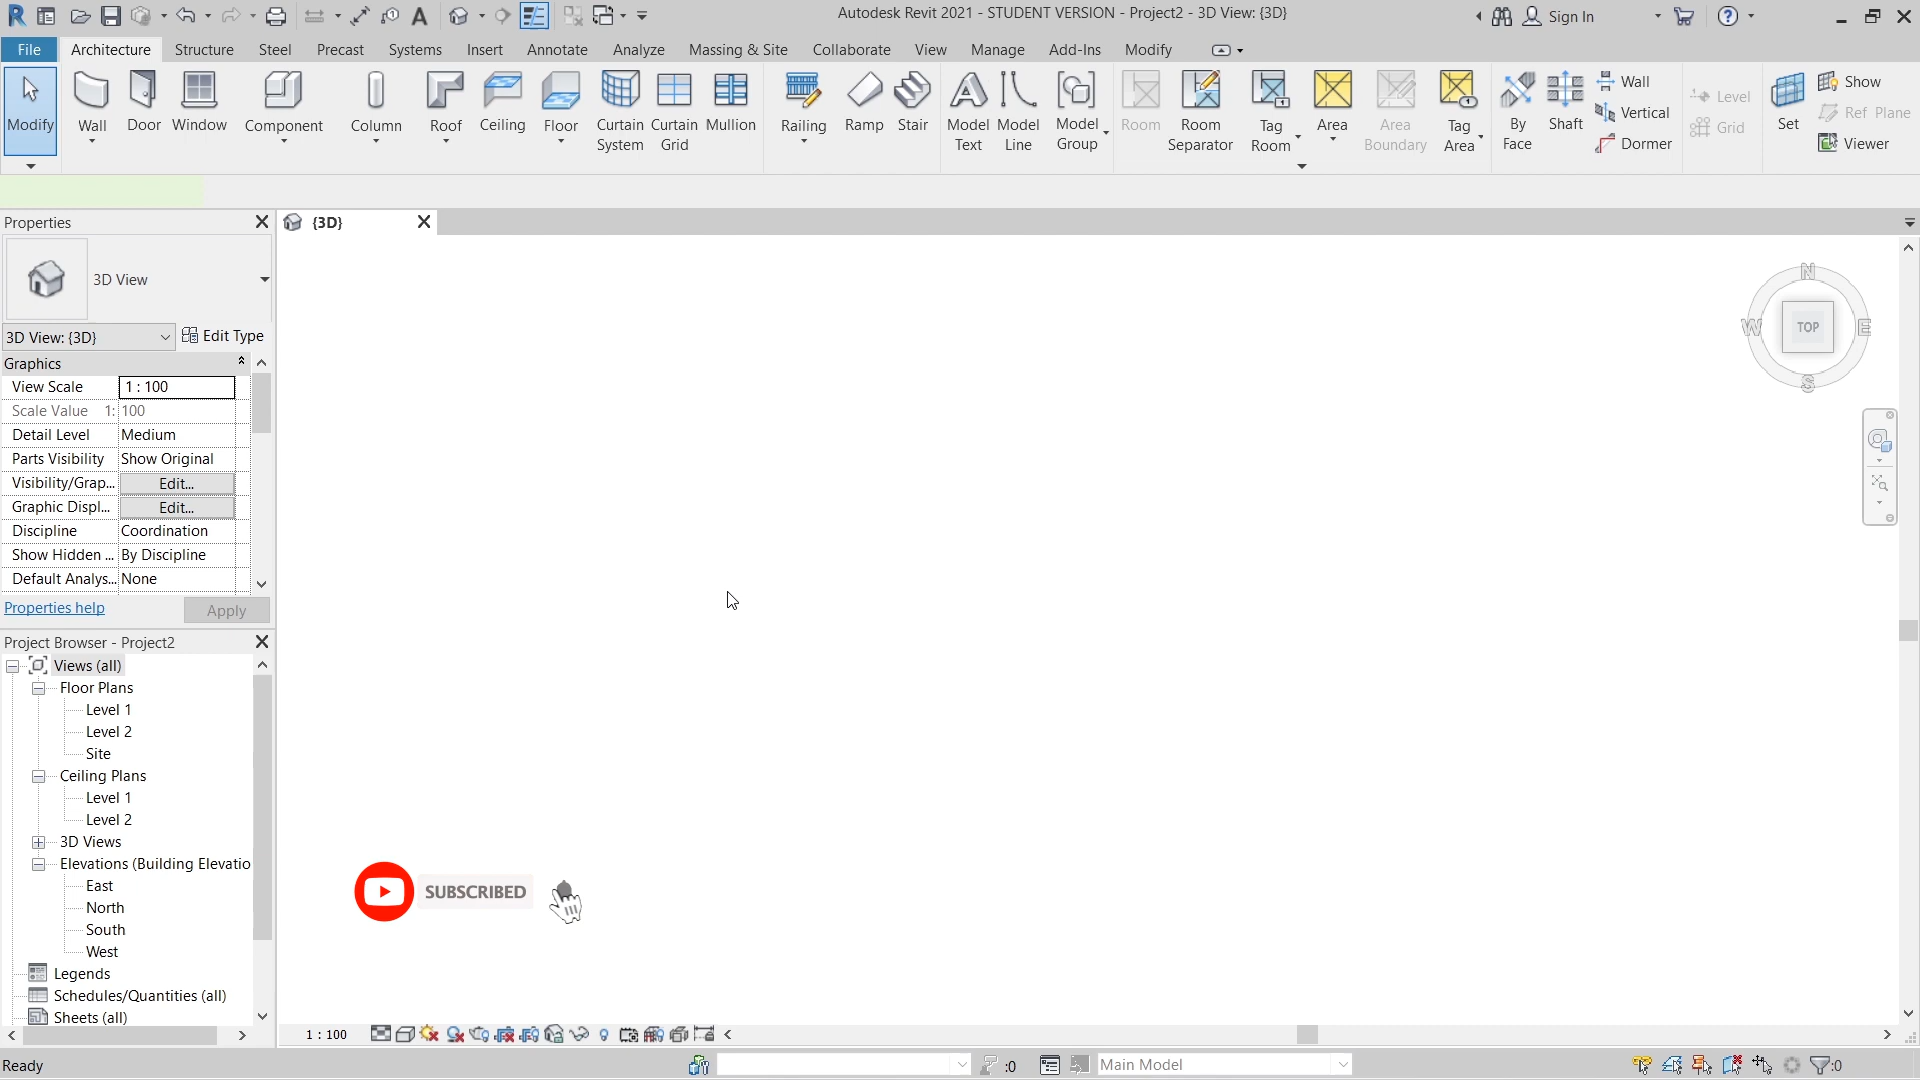 Autodesk Revit 2021 - STUDENT VERSION - Project2 - 3D View: {3D}
Sign In
File Architecture Structure Steel Precast Systems Insert Annotate Analyze Massing & Site Collaborate View Manage Add-Ins Modify
Modify
Wall
Door
Window
Component
Column
Roof
Ceiling
Floor
Curtain System
Curtain Grid
Mullion
Railing
Ramp
Stair
Model Text
Model Line
Model Group
Room
Room Separator
Tag Room
Area
Area Boundary
Tag Area
By Face
Shaft
Wall
Vertical
Dormer
Level
Grid
Set
Show
Ref Plane
Viewer
Properties
{3D}
3D View
3D View: {3D}
Edit Type
Graphics
View Scale 1 : 100
Scale Value 1: 100
Detail Level Medium
Parts Visibility Show Original
Visibility/Grap... Edit...
Graphic Displ... Edit...
Discipline Coordination
Show Hidden ... By Discipline
Default Analys... None
Properties help
Apply
Project Browser - Project2
Views (all)
Floor Plans
Level 1
Level 2
Site
Ceiling Plans
Level 1
Level 2
3D Views
Elevations (Building Elevatio
East
North
South
West
Legends
Schedules/Quantities (all)
Sheets (all)
N
W
TOP
E
S
SUBSCRIBED
1 : 100
Ready
:0
Main Model
:0